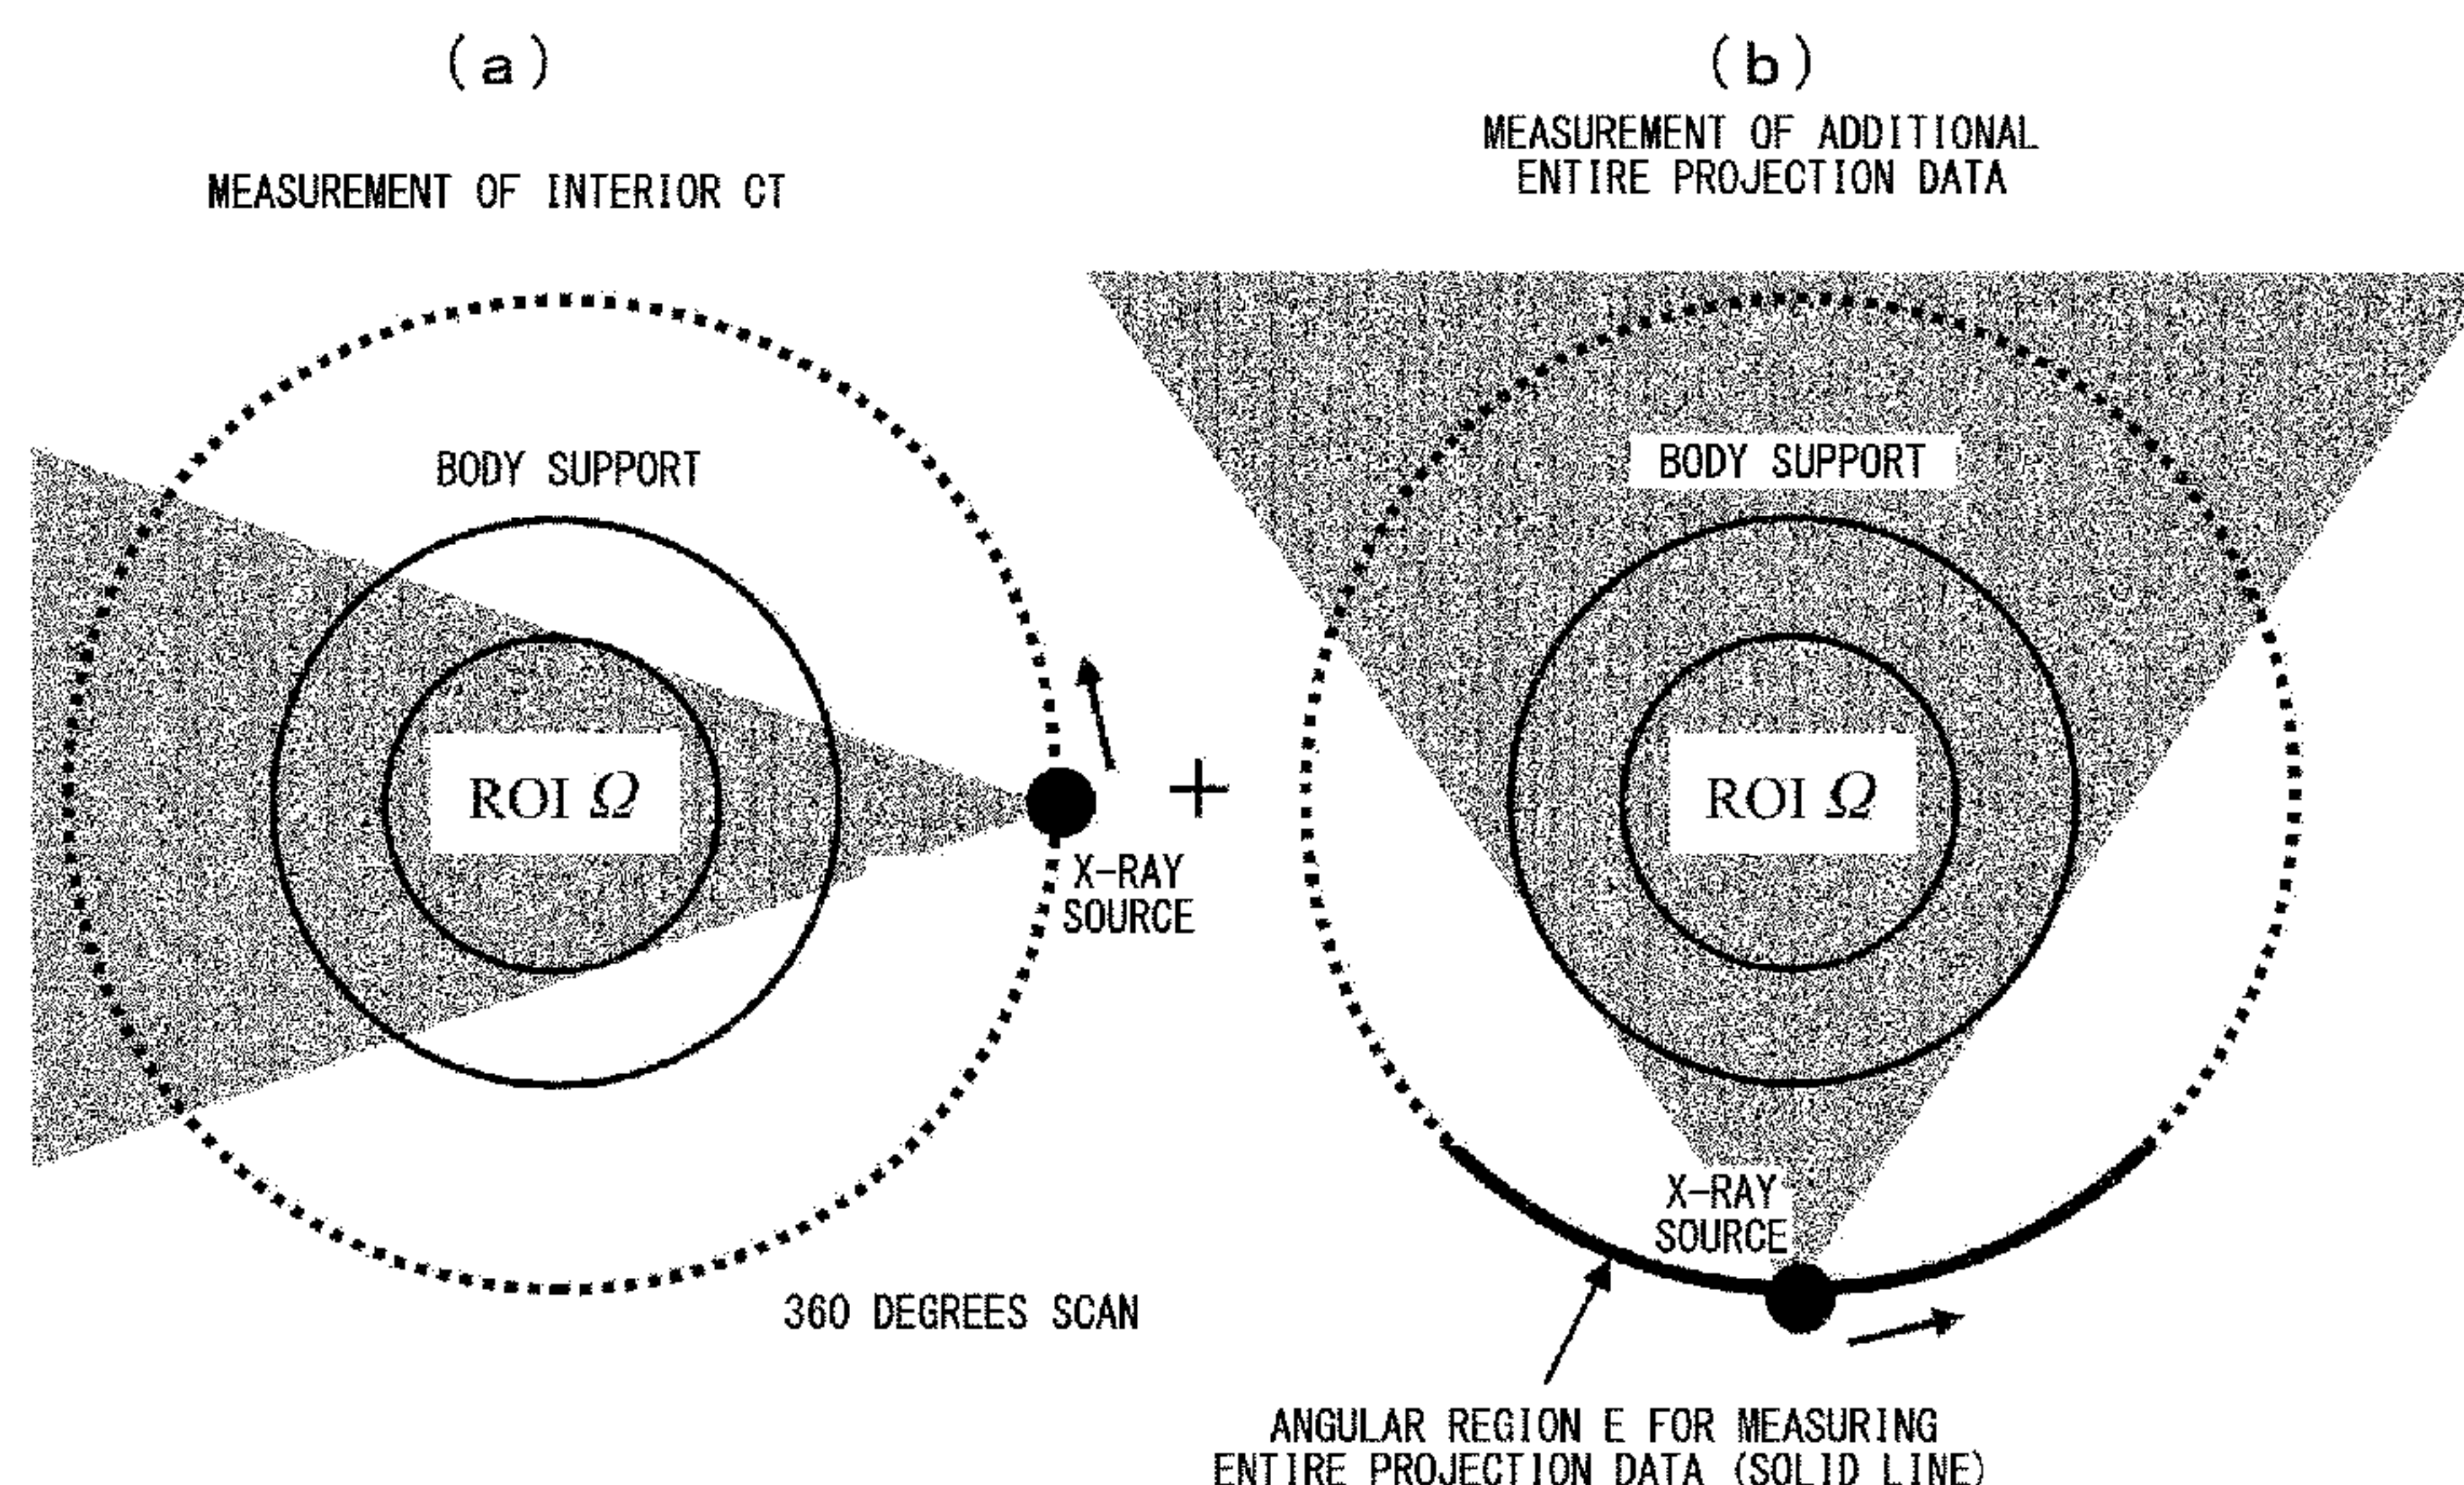 (a)
MEASUREMENT OF INTERIOR CT
BODY SUPPORT
ROI Ω
X-RAY
SOURCE
360 DEGREES SCAN
+
(b)
MEASUREMENT OF ADDITIONAL
ENTIRE PROJECTION DATA
BODY SUPPORT
ROI Ω
X-RAY
SOURCE
ANGULAR REGION E FOR MEASURING
ENTIRE PROJECTION DATA (SOLID LINE)